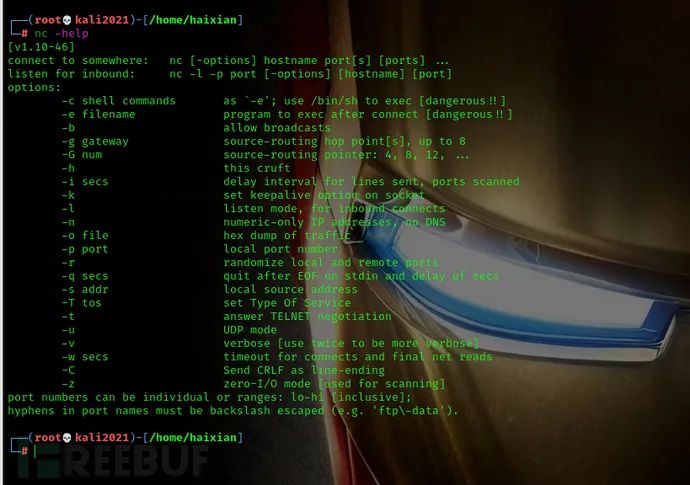 ┌──(root💀kali2021)-[/home/haixian]
└─# nc -help
[v1.10-46]
connect to somewhere:   nc [-options] hostname port[s] [ports] ...
listen for inbound:     nc -l -p port [-options] [hostname] [port]
options:
        -c shell commands       as `-e'; use /bin/sh to exec [dangerous!!]
        -e filename             program to exec after connect [dangerous!!]
        -b                      allow broadcasts
        -g gateway              source-routing hop point[s], up to 8
        -G num                  source-routing pointer: 4, 8, 12, ...
        -h                      this cruft
        -i secs                 delay interval for lines sent, ports scanned
        -k                      set keepalive option on socket
        -l                      listen mode, for inbound connects
        -n                      numeric-only IP addresses, no DNS
        -o file                 hex dump of traffic
        -p port                 local port number
        -r                      randomize local and remote ports
        -q secs                 quit after EOF on stdin and delay of secs
        -s addr                 local source address
        -T tos                  set Type Of Service
        -t                      answer TELNET negotiation
        -u                      UDP mode
        -v                      verbose [use twice to be more verbose]
        -w secs                 timeout for connects and final net reads
        -C                      Send CRLF as line-ending
        -z                      zero-I/O mode [used for scanning]
port numbers can be individual or ranges: lo-hi [inclusive];
hyphens in port names must be backslash escaped (e.g. 'ftp\-data').
┌──(root💀kali2021)-[/home/haixian]
└─#
FREEBUF